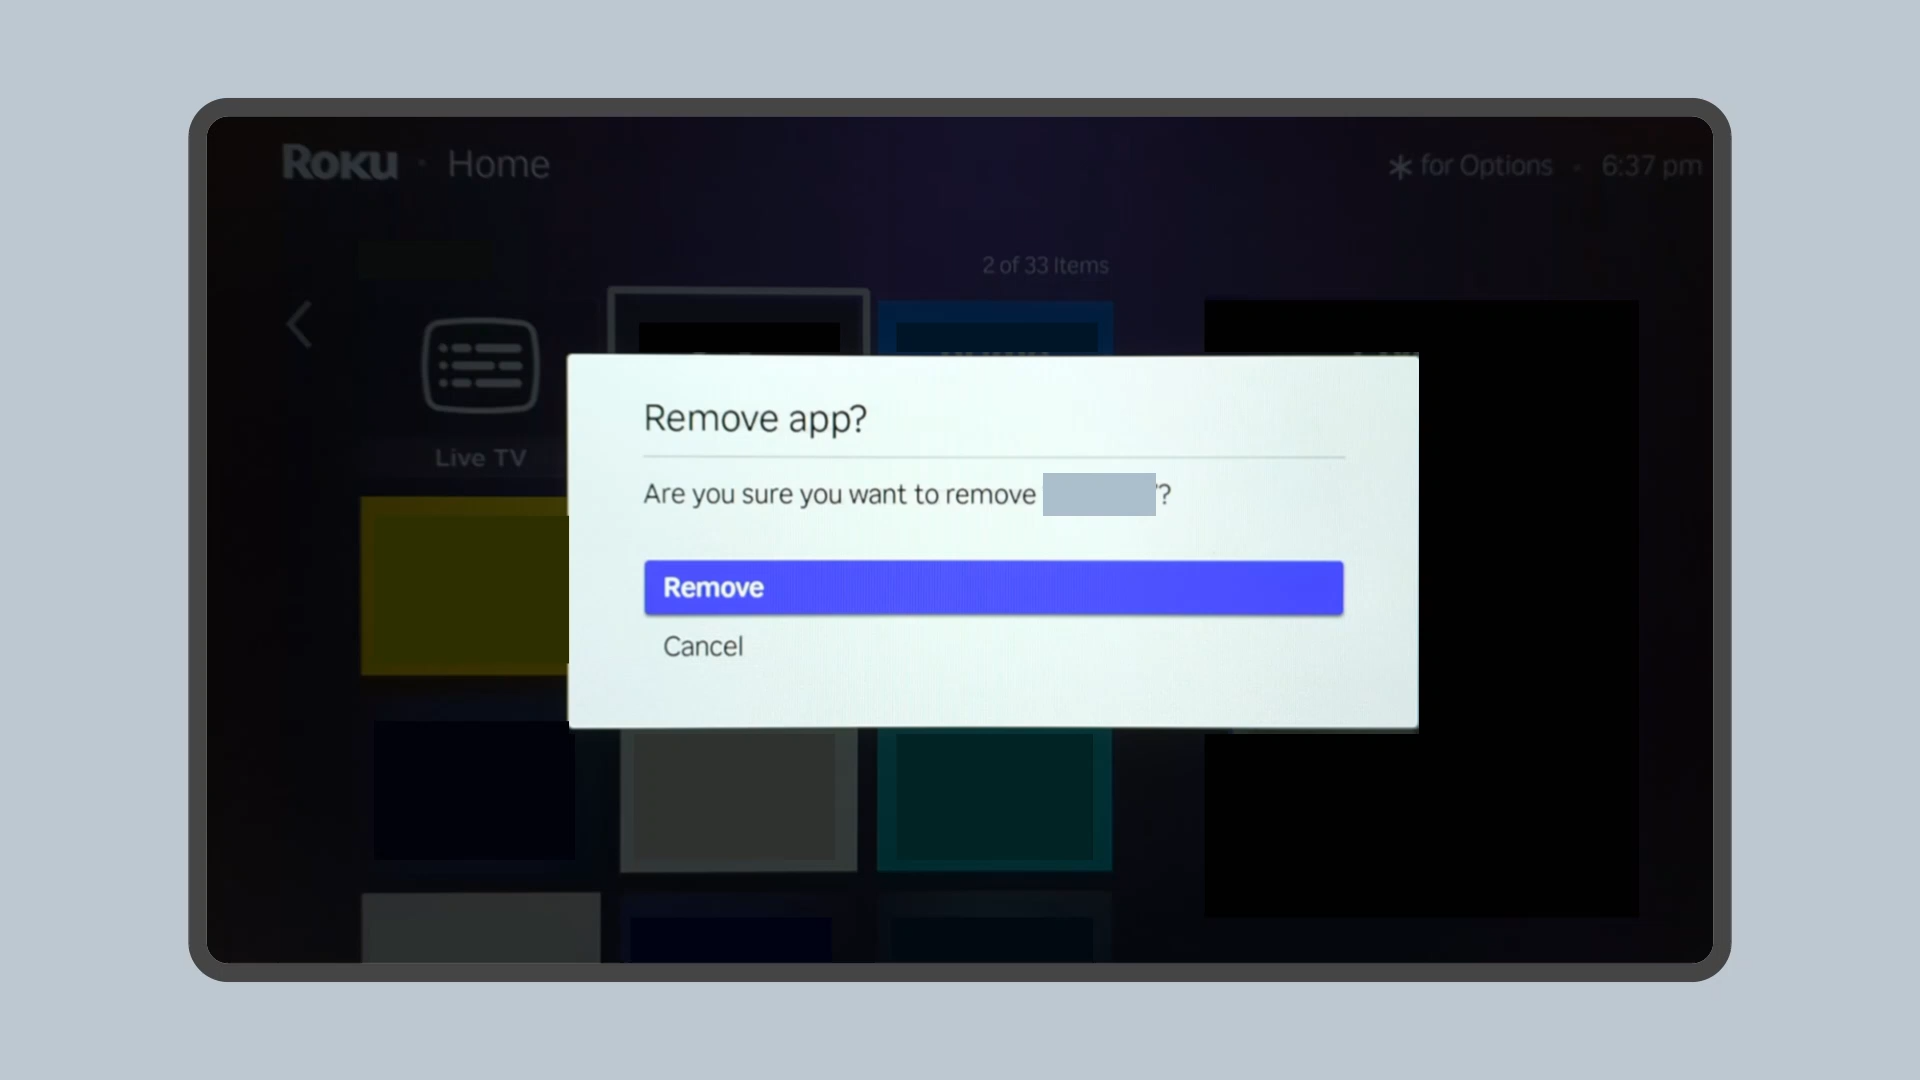 Roku · Home
✱ for Options · 6:37 pm
2 of 33 Items
Live TV
Remove app?
Are you sure you want to remove '?
Remove
Cancel